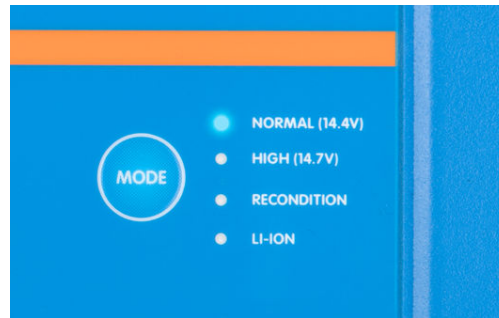 NORMAL (14.4V)
HIGH (14.7V)
MODE
RECONDITION
LI-ION